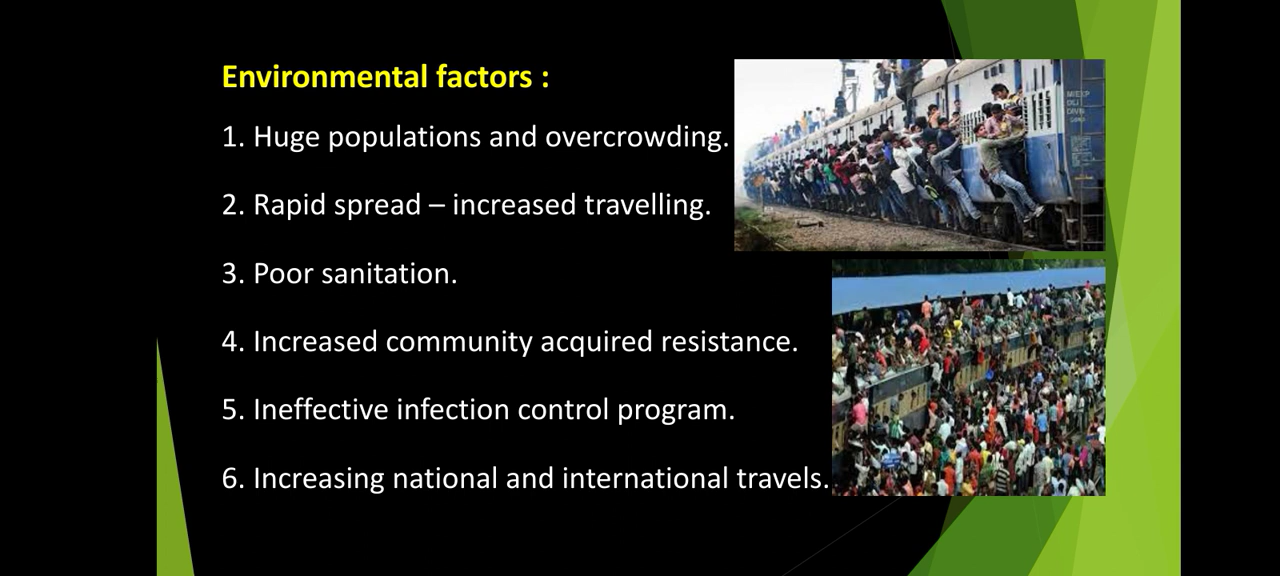 Environmental factors :
1. Huge populations and overcrowding.
2. Rapid spread – increased travelling.
3. Poor sanitation.
4. Increased community acquired resistance.
5. Ineffective infection control program.
6. Increasing national and international travels.